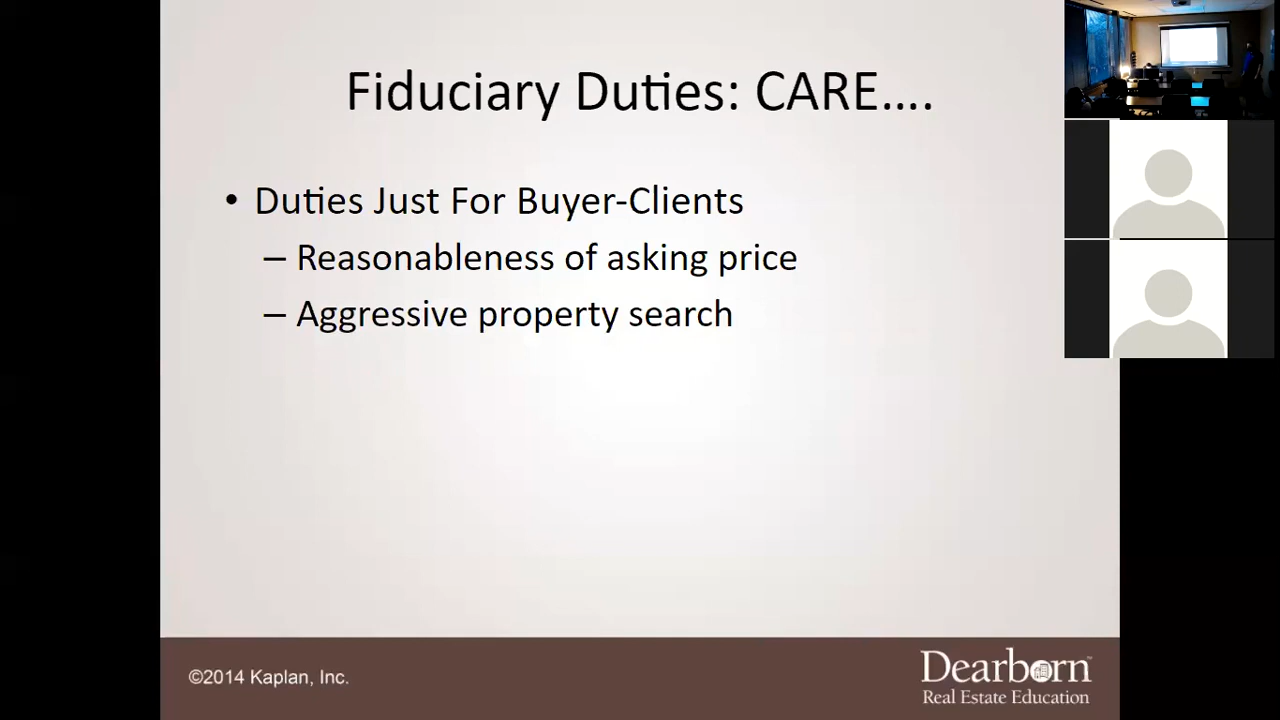 Fiduciary Duties: CARE....
• Duties Just For Buyer-Clients
– Reasonableness of asking price
– Aggressive property search
©2014 Kaplan, Inc.
Dearborn™
Real Estate Education